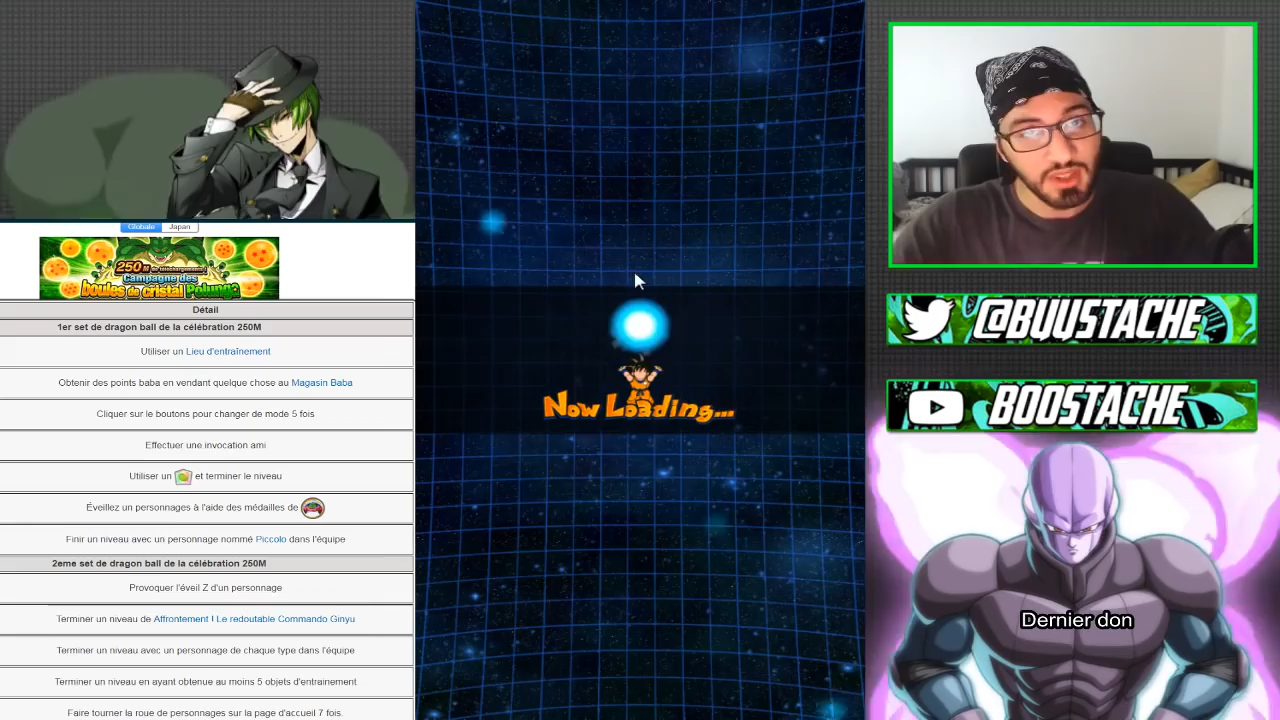 Globale
Japan
250M de téléchargements !
Campagne des
boules de cristal Polunga
Détail
1er set de dragon ball de la célébration 250M
Utiliser un Lieu d'entraînement
Obtenir des points baba en vendant quelque chose au Magasin Baba
Cliquer sur le boutons pour changer de mode 5 fois
Effectuer une invocation ami
Utiliser un et terminer le niveau
Éveillez un personnages à l'aide des médailles de
Finir un niveau avec un personnage nommé Piccolo dans l'équipe
2eme set de dragon ball de la célébration 250M
Provoquer l'éveil Z d'un personnage
Terminer un niveau de Affrontement ! Le redoutable Commando Ginyu
Terminer un niveau avec un personnage de chaque type dans l'équipe
Terminer un niveau en ayant obtenue au moins 5 objets d'entrainement
Faire tourner la roue de personnages sur la page d'accueil 7 fois.
Now Loading...
@BUUSTACHE
BOOSTACHE
Dernier don